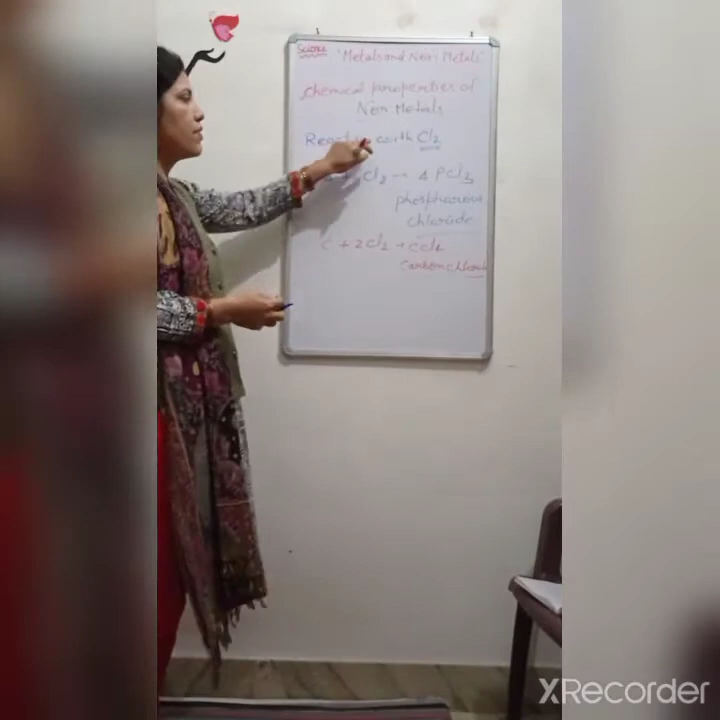 Science "Metals and Non-Metals"
Chemical properties of
Non-Metals
with Cl2
Cl2 → 4 PCl3
phosphorous
chloride
C + 2Cl2 → CCl4
Carbon chloride
XRecorder